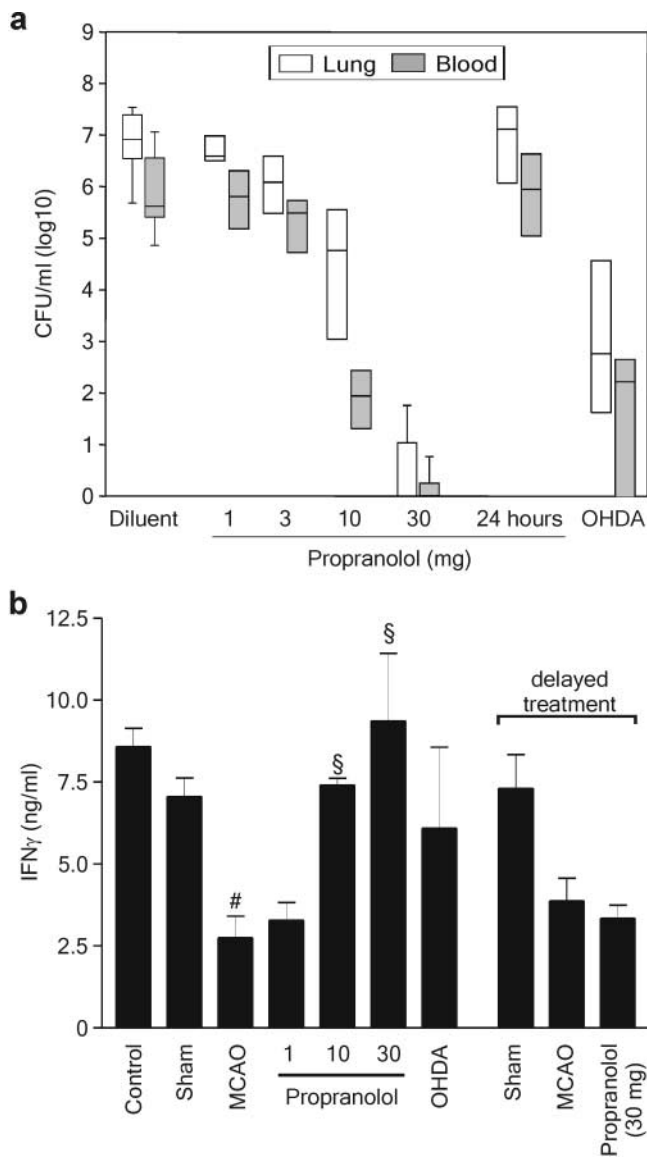 a
9
8
7
6
5
4
3
2
1
0
CFU/ml (log10)
Lung Blood
Diluent 1 3 10 30 24 hours OHDA
Propranolol (mg)
b
12.5
10.0
7.5
5.0
2.5
0
IFNγ (ng/ml)
#
§
§
delayed
treatment
Control
Sham
MCAO
1 10 30
Propranolol
OHDA
Sham
MCAO
Propranolol
(30 mg)